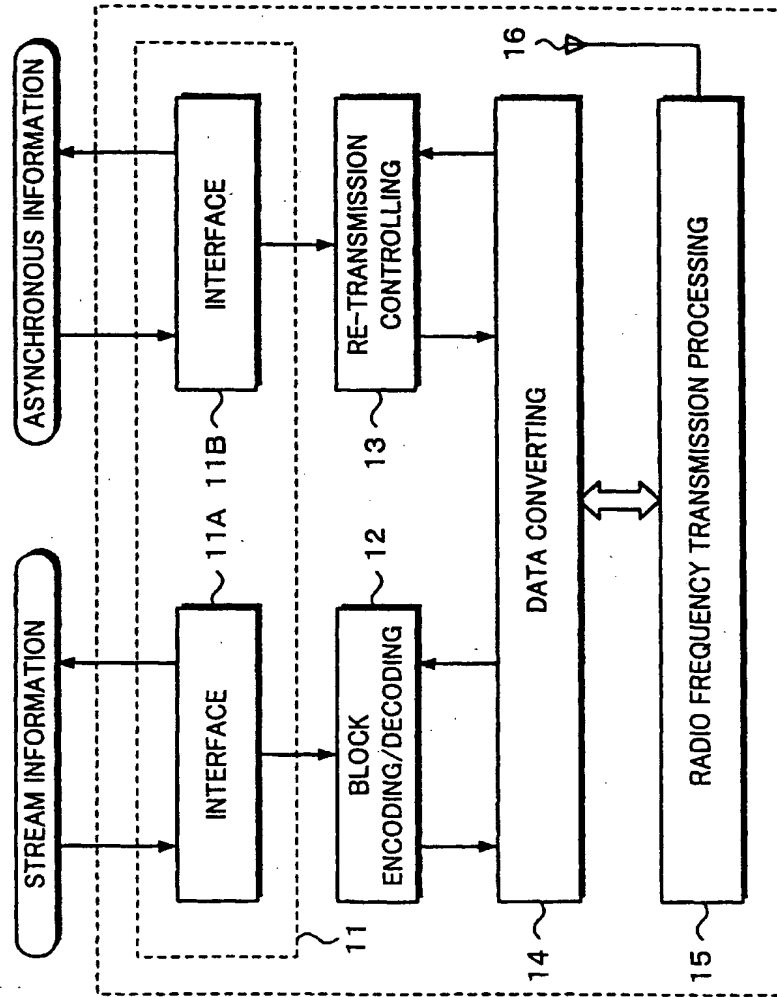 STREAM INFORMATION
ASYNCHRONOUS INFORMATION
11
INTERFACE
11A
INTERFACE
11B
BLOCK
ENCODING/DECODING
12
RE-TRANSMISSION
CONTROLLING
13
DATA CONVERTING
14
RADIO FREQUENCY TRANSMISSION PROCESSING
15
16